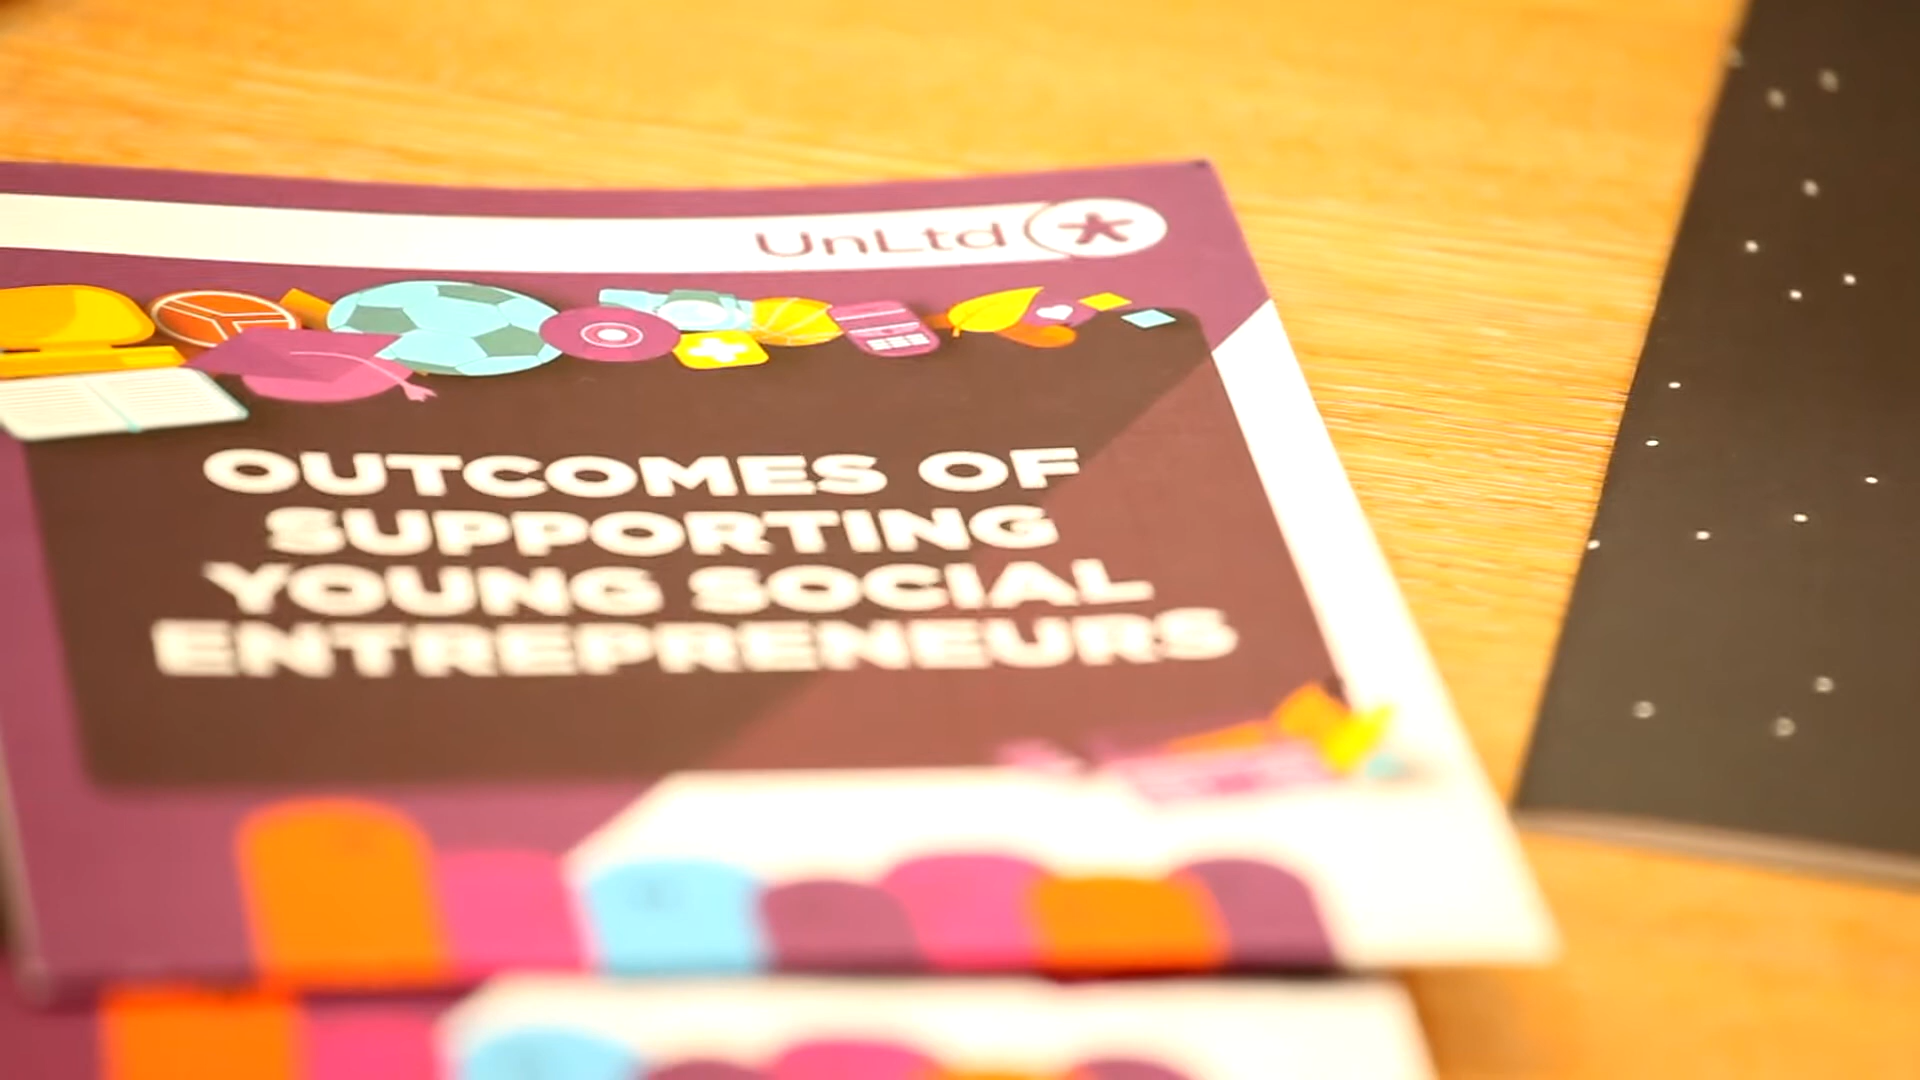 UnLtd
OUTCOMES OF
SUPPORTING
YOUNG SOCIAL
ENTREPRENEURS